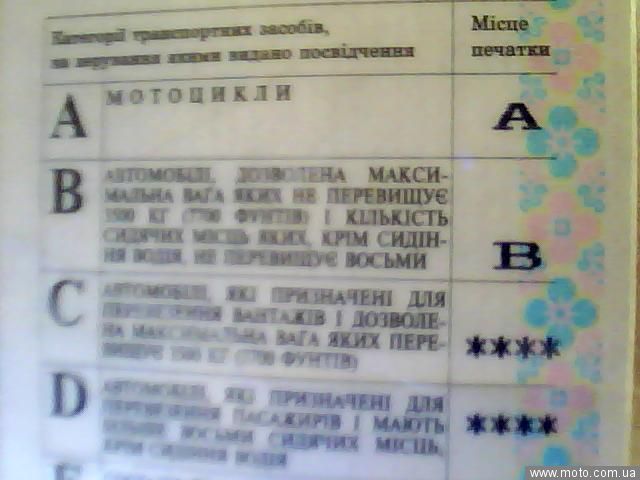 Категорії транспортних засобів,
на керування якими видано посвідчення
Місце
печатки
A
МОТОЦИКЛИ
A
B
АВТОМОБІЛІ, ДОЗВОЛЕНА МАКСИ-
МАЛЬНА ВАГА ЯКИХ НЕ ПЕРЕВИЩУЄ
3500 КГ (7700 ФУНТІВ) І КІЛЬКІСТЬ
СИДЯЧИХ МІСЦЬ ЯКИХ, КРІМ СИДІН-
НЯ ВОДІЯ, НЕ ПЕРЕВИЩУЄ ВОСЬМИ
B
C
АВТОМОБІЛІ, ЯКІ ПРИЗНАЧЕНІ ДЛЯ
ПЕРЕВЕЗЕННЯ ВАНТАЖІВ І ДОЗВОЛЕ-
НА МАКСИМАЛЬНА ВАГА ЯКИХ ПЕРЕ-
ВИЩУЄ 3500 КГ (7700 ФУНТІВ)
****
D
АВТОМОБІЛІ, ЯКІ ПРИЗНАЧЕНІ ДЛЯ
ПЕРЕВЕЗЕННЯ ПАСАЖИРІВ І МАЮТЬ
БІЛЬШЕ ВОСЬМИ СИДЯЧИХ МІСЦЬ,
КРІМ СИДІННЯ ВОДІЯ
****
E
www.moto.com.ua